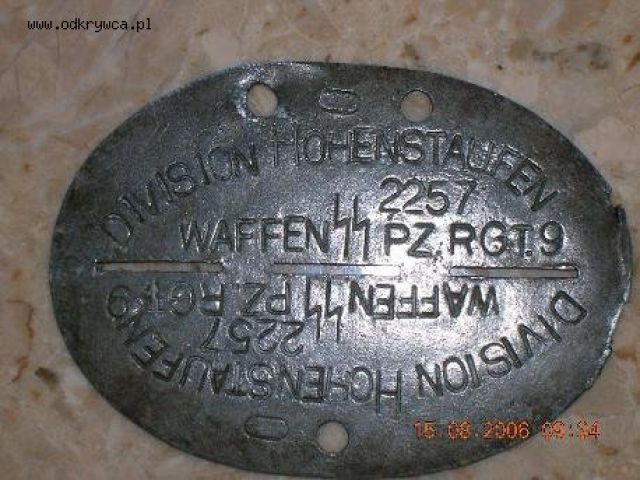 www.odkrywca.pl
DIVISION HOHENSTAUFEN
2257
WAFFEN ᛋᛋ PZ. RGT. 9
WAFFEN ᛋᛋ PZ. RGT. 9
2257
DIVISION HOHENSTAUFEN
15 08 2006 09:34